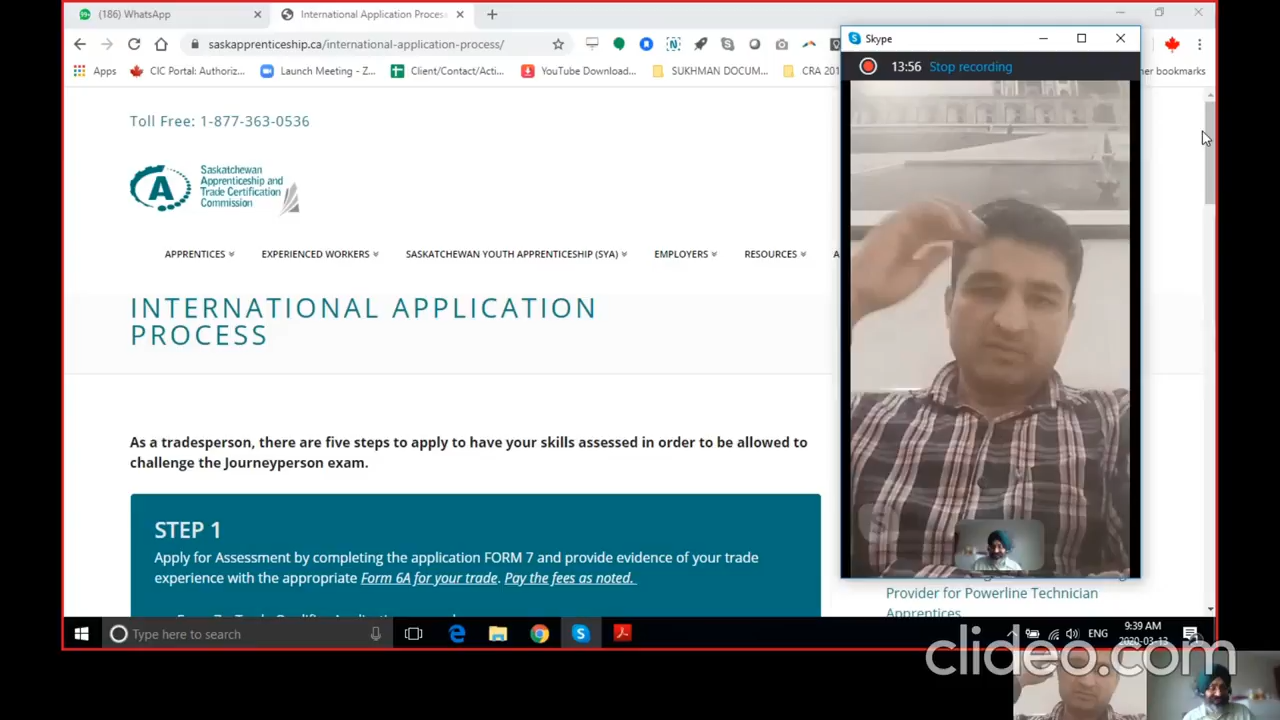 (186) WhatsApp
International Application Process
saskapprenticeship.ca/international-application-process/
Apps
CIC Portal: Authoriz...
Launch Meeting - Z...
Client/Contact/Acti...
YouTube Download...
SUKHMAN DOCUM...
CRA 201
her bookmarks
Skype
13:56 Stop recording
Toll Free: 1-877-363-0536
A
Saskatchewan
Apprenticeship and
Trade Certification
Commission
APPRENTICES
EXPERIENCED WORKERS
SASKATCHEWAN YOUTH APPRENTICESHIP (SYA)
EMPLOYERS
RESOURCES
A
INTERNATIONAL APPLICATION
PROCESS
As a tradesperson, there are five steps to apply to have your skills assessed in order to be allowed to
challenge the Journeyperson exam.
STEP 1
Apply for Assessment by completing the application FORM 7 and provide evidence of your trade
experience with the appropriate Form 6A for your trade. Pay the fees as noted.
Provider for Powerline Technician
Apprentices
Type here to search
ENG
9:39 AM
2020-03-13
clideo.com